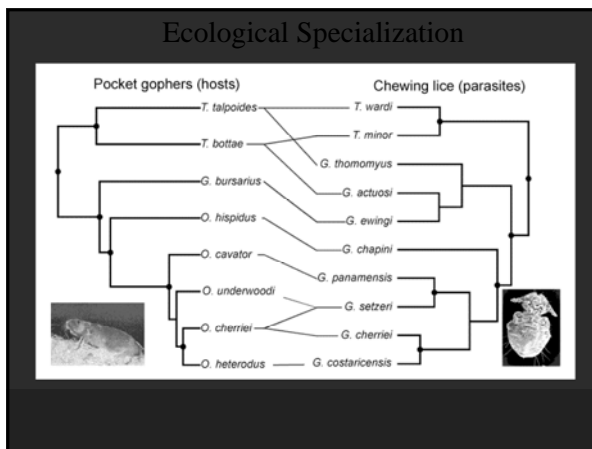 Ecological Specialization
Pocket gophers (hosts)
Chewing lice (parasites)
T. talpoides
T. wardi
T. bottae
T. minor
G. thomomyus
G. bursarius
G. actuosi
G. ewingi
O. hispidus
G. chapini
O. cavator
G. panamensis
O. underwoodi
G. setzeri
O. cherriei
G. cherriei
O. heterodus
G. costaricensis